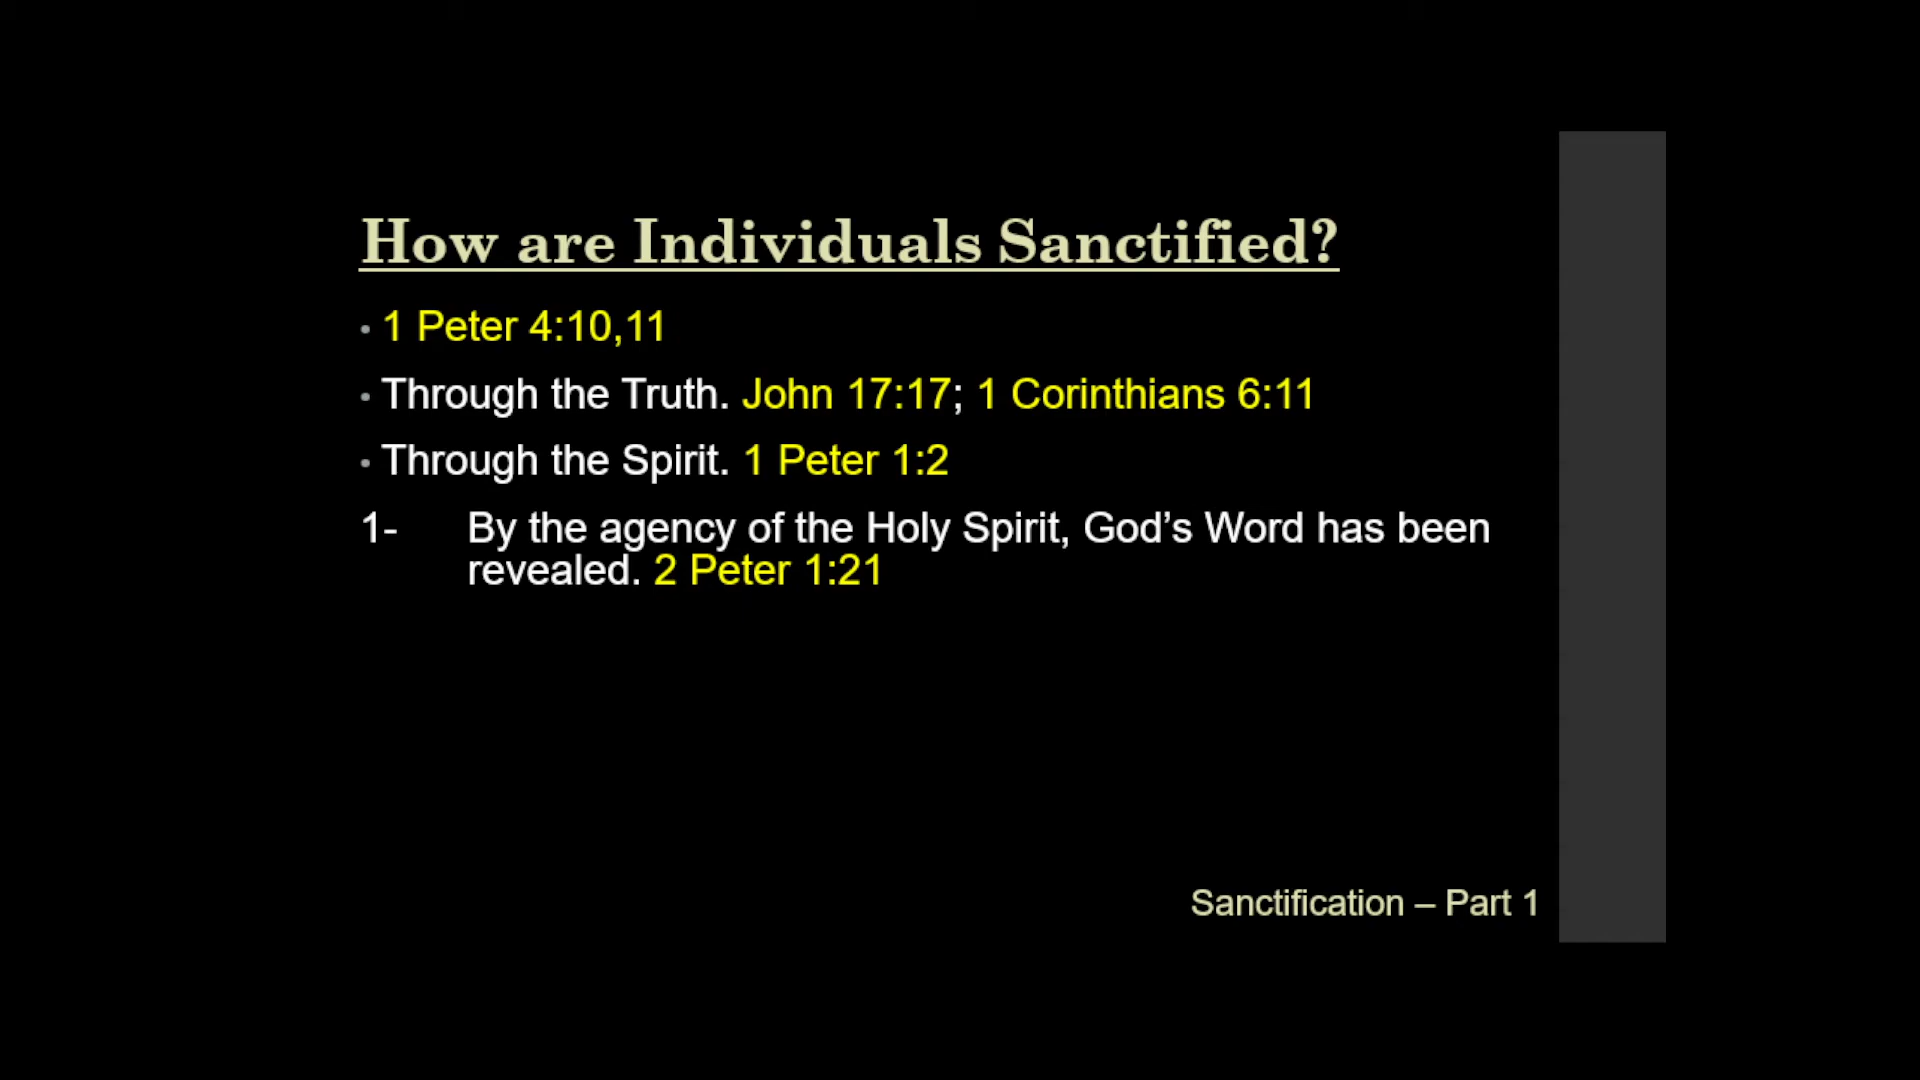 How are Individuals Sanctified?
• 1 Peter 4:10,11
• Through the Truth. John 17:17; 1 Corinthians 6:11
• Through the Spirit. 1 Peter 1:2
1- By the agency of the Holy Spirit, God’s Word has been
revealed. 2 Peter 1:21
Sanctification – Part 1